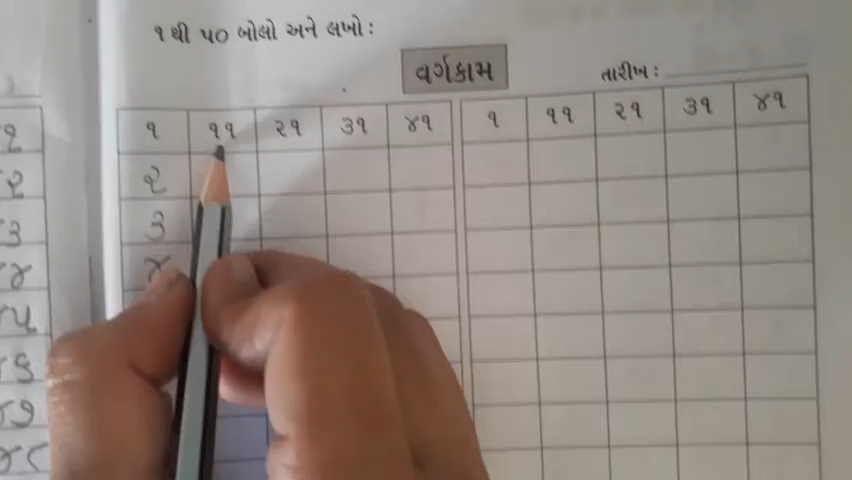 ૧ થી ૫૦ બોલો અને લખો :
વર્ગકામ
તારીખ :
૧ ૧૧ ૨૧ ૩૧ ૪૧ ૧ ૧૧ ૨૧ ૩૧ ૪૧
૨
૩
૪